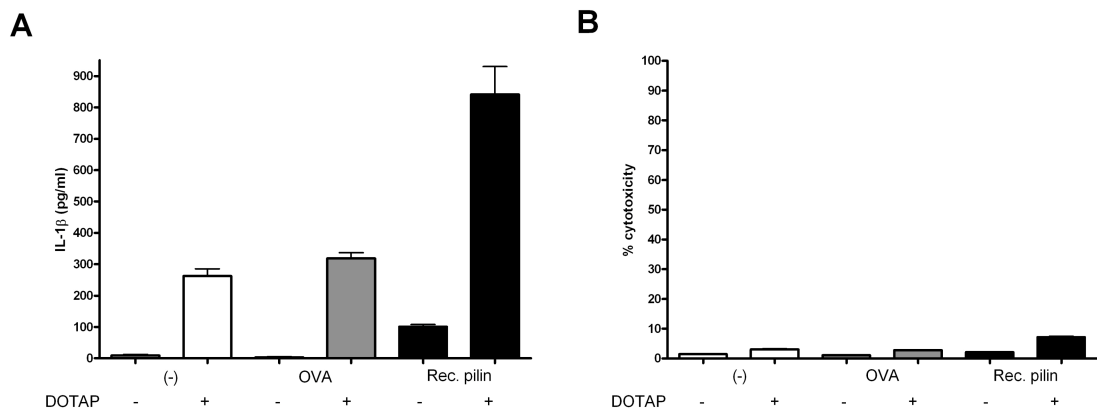 A
IL-1β (pg/ml)
900
800
700
600
500
400
300
200
100
0
(-) OVA Rec. pilin
DOTAP - + - + - +
B
% cytotoxicity
100
90
80
70
60
50
40
30
20
10
0
(-) OVA Rec. pilin
DOTAP - + - + - +